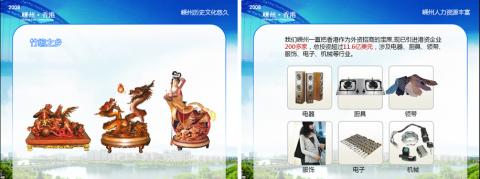 2008
嵊州·香港
嵊州历史文化悠久
竹编之乡
2008
嵊州·香港
嵊州人力资源丰富
我们嵊州一直把香港作为外资招商的宝库,现已引进港资企业
200多家，总投资超过11.6亿美元，涉及电器、厨具、领带、
服饰、电子、机械等行业。
电器
厨具
领带
服饰
电子
机械